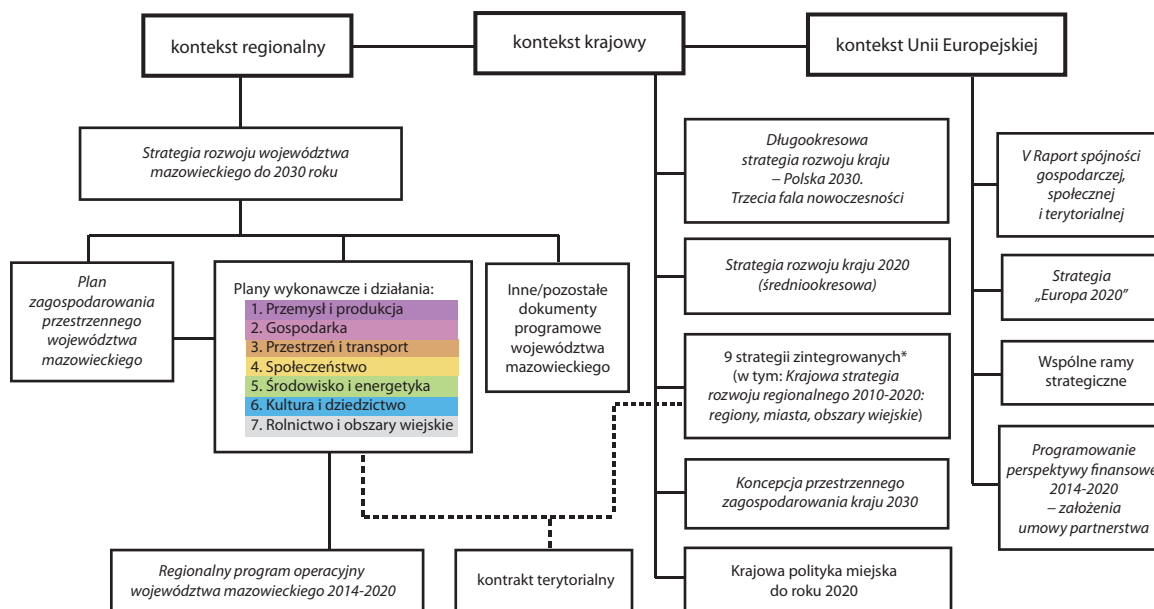 kontekst regionalny
kontekst krajowy
kontekst Unii Europejskiej
Strategia rozwoju województwa
mazowieckiego do 2030 roku
Plan
zagospodarowania
przestrzennego
województwa
mazowieckiego
Plany wykonawcze i działania:
1. Przemysł i produkcja
2. Gospodarka
3. Przestrzeń i transport
4. Społeczeństwo
5. Środowisko i energetyka
6. Kultura i dziedzictwo
7. Rolnictwo i obszary wiejskie
Inne/pozostałe
dokumenty
programowe
województwa
mazowieckiego
Regionalny program operacyjny
województwa mazowieckiego 2014-2020
kontrakt terytorialny
Długookresowa
strategia rozwoju kraju
– Polska 2030.
Trzecia fala nowoczesności
Strategia rozwoju kraju 2020
(średniookresowa)
9 strategii zintegrowanych*
(w tym: Krajowa strategia
rozwoju regionalnego 2010-2020:
regiony, miasta, obszary wiejskie)
Koncepcja przestrzennego
zagospodarowania kraju 2030
Krajowa polityka miejska
do roku 2020
V Raport spójności
gospodarczej,
społecznej
i terytorialnej
Strategia
„Europa 2020”
Wspólne ramy
strategiczne
Programowanie
perspektywy finansowe
2014-2020
– założenia
umowy partnerstwa